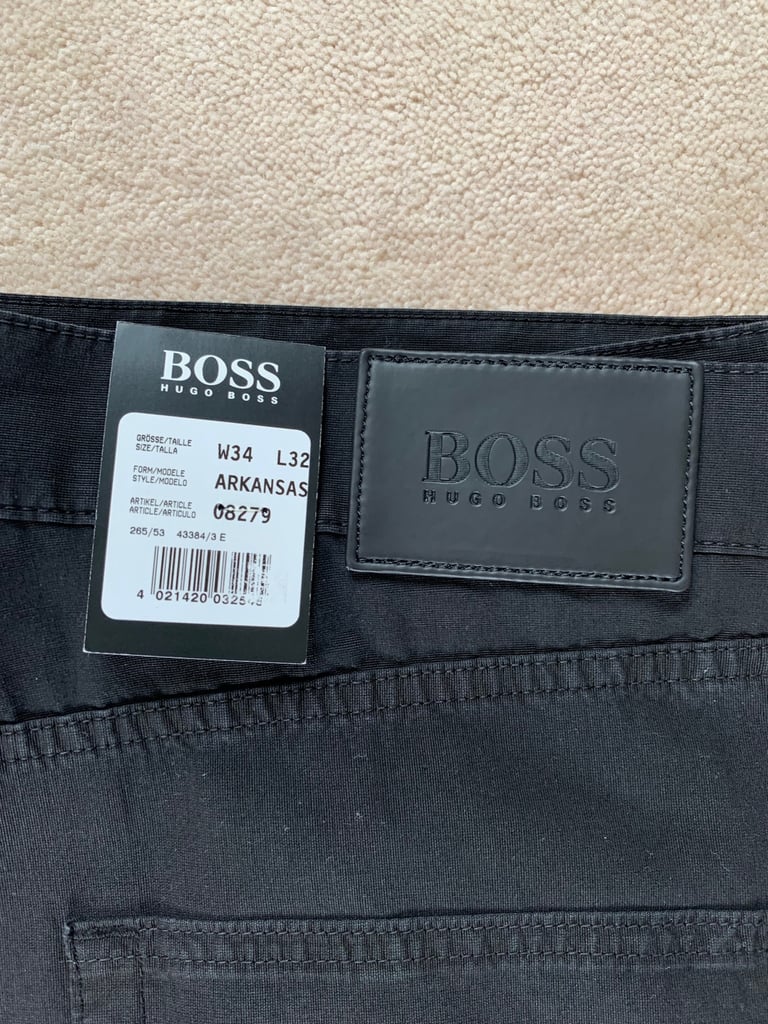 BOSS
HUGO BOSS
GRÖSSE/TAILLE
SIZE/TALLA
W34 L32
FORM/MODELE
STYLE/MODELO
ARKANSAS
ARTIKEL/ARTICLE
ARTICLE/ARTICULO
08279
265/53 43384/3 E
4 021420
BOSS
HUGO BOSS